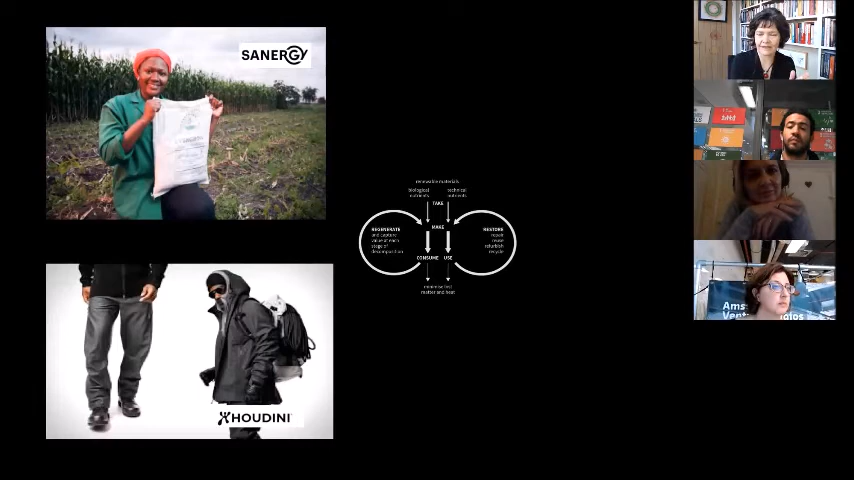 SANERGY
renewable materials
biological
nutrients
technical
nutrients
TAKE
MAKE
REGENERATE
and capture
value at each
stage of
decomposition
RESTORE
repair
reuse
refurbish
recycle
CONSUME USE
minimise lost
matter and heat
HOUDINI